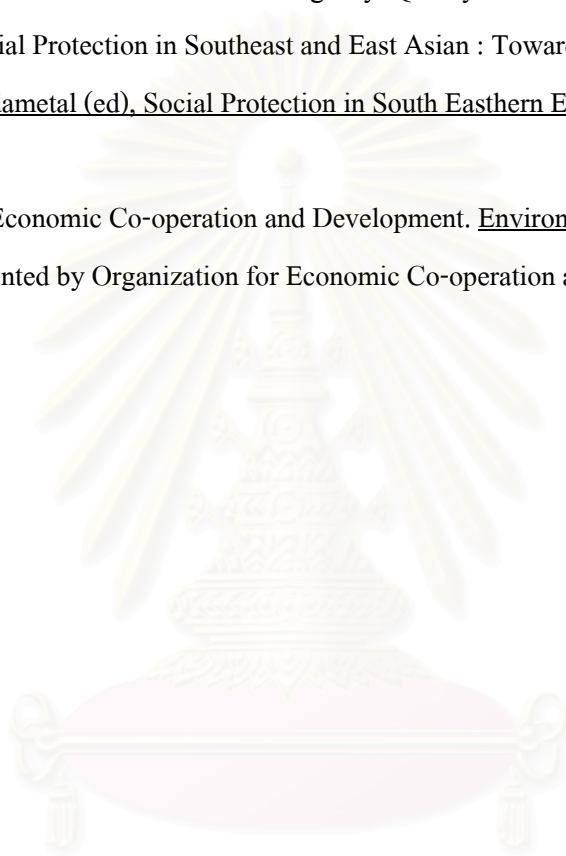 ial Protection in Southeast and East Asian : Towar
lametal (ed), Social Protection in South Easthern E
Economic Co-operation and Development. Environ
nted by Organization for Economic Co-operation a